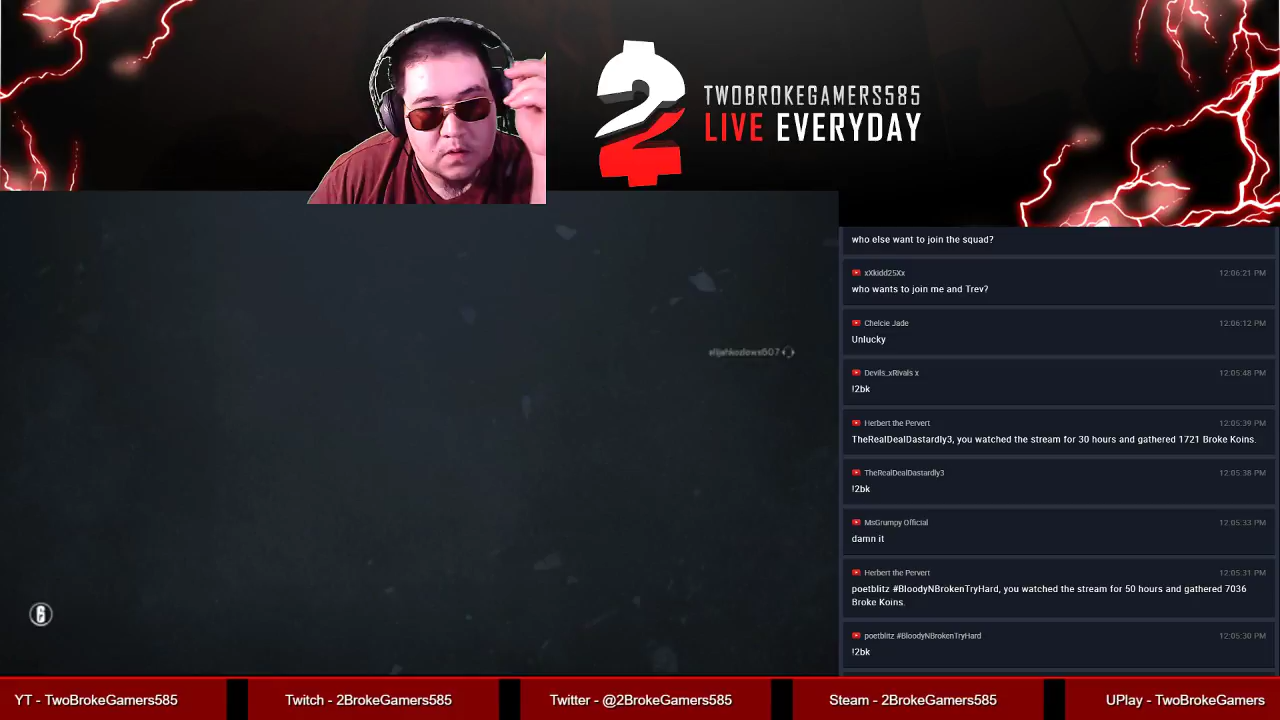 2
TWOBROKEGAMERS585
LIVE EVERYDAY
who else want to join the squad?
xXkidd25Xx 12:06:21 PM
who wants to join me and Trev?
Chelcie Jade 12:06:12 PM
Unlucky
Devils_xRivals x 12:05:48 PM
!2bk
Herbert the Pervert 12:05:39 PM
TheRealDealDastardly3, you watched the stream for 30 hours and gathered 1721 Broke Koins.
TheRealDealDastardly3 12:05:38 PM
!2bk
MsGrumpy Official 12:05:33 PM
damn it
Herbert the Pervert 12:05:31 PM
poetblitz #BloodyNBrokenTryHard, you watched the stream for 50 hours and gathered 7036
Broke Koins.
poetblitz #BloodyNBrokenTryHard 12:05:30 PM
!2bk
6
YT - TwoBrokeGamers585
Twitch - 2BrokeGamers585
Twitter - @2BrokeGamers585
Steam - 2BrokeGamers585
UPlay - TwoBrokeGamers